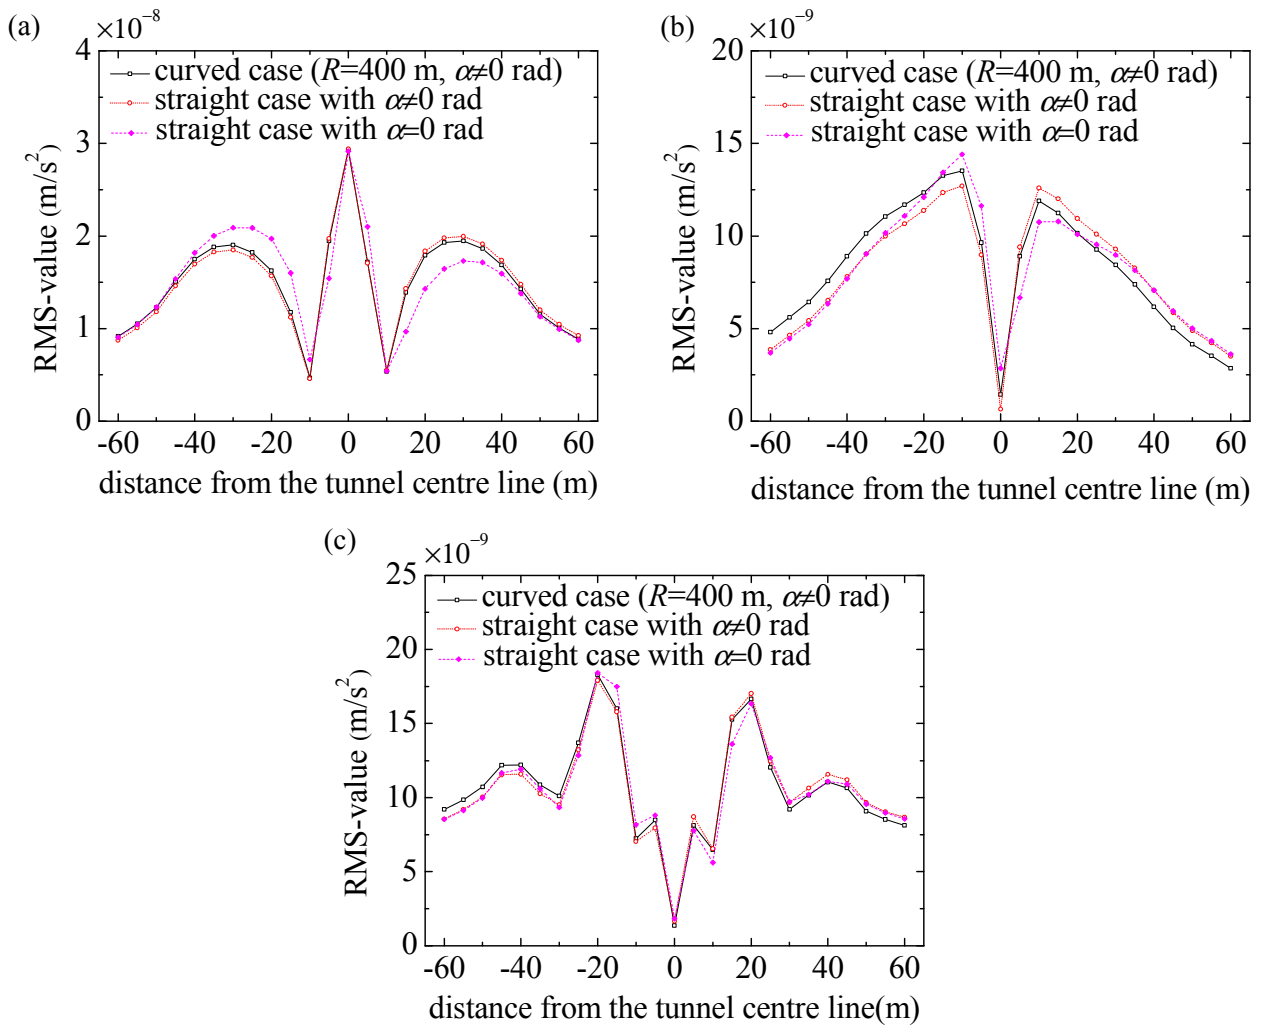 (a)
×10⁻⁸
4
3
2
1
0
RMS-value (m/s²)
curved case (R=400 m, α≠0 rad)
straight case with α≠0 rad
straight case with α=0 rad
-60 -40 -20 0 20 40 60
distance from the tunnel centre line (m)
(b)
×10⁻⁹
20
15
10
5
0
RMS-value (m/s²)
curved case (R=400 m, α≠0 rad)
straight case with α≠0 rad
straight case with α=0 rad
-60 -40 -20 0 20 40 60
distance from the tunnel centre line (m)
(c)
×10⁻⁹
25
20
15
10
5
0
RMS-value (m/s²)
curved case (R=400 m, α≠0 rad)
straight case with α≠0 rad
straight case with α=0 rad
-60 -40 -20 0 20 40 60
distance from the tunnel centre line(m)